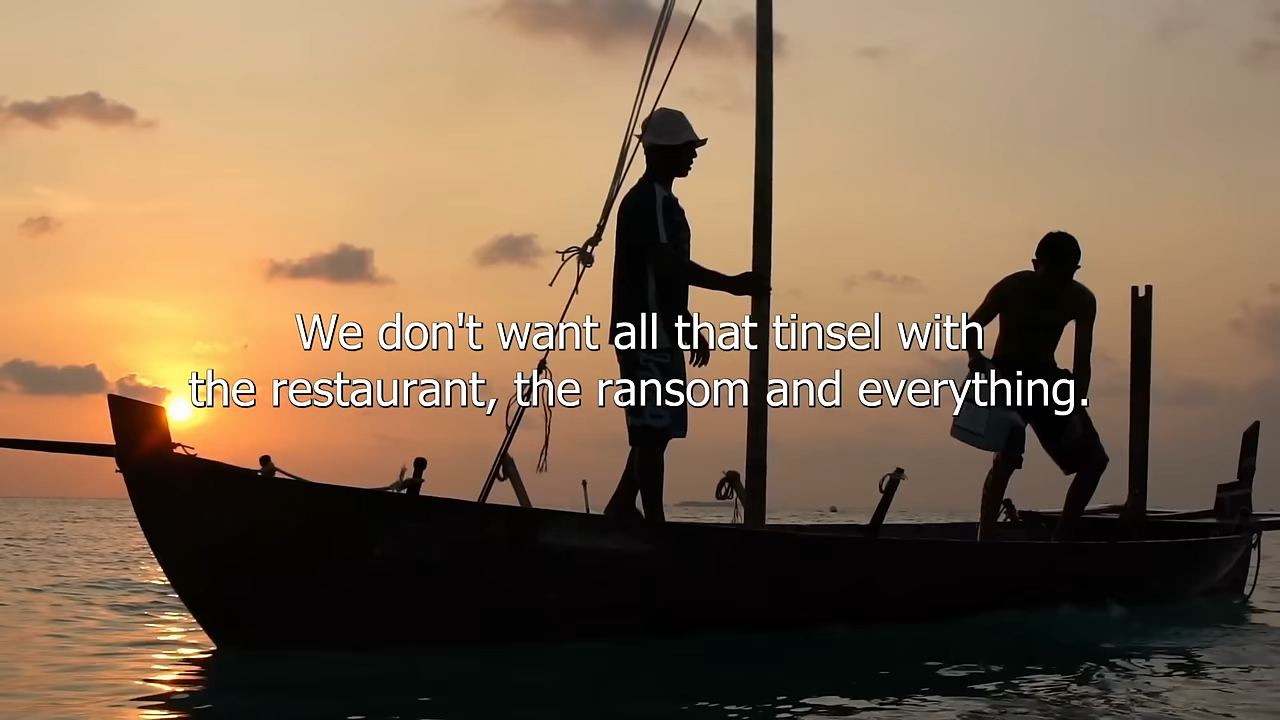 We don't want all that tinsel with
the restaurant, the ransom and everything.